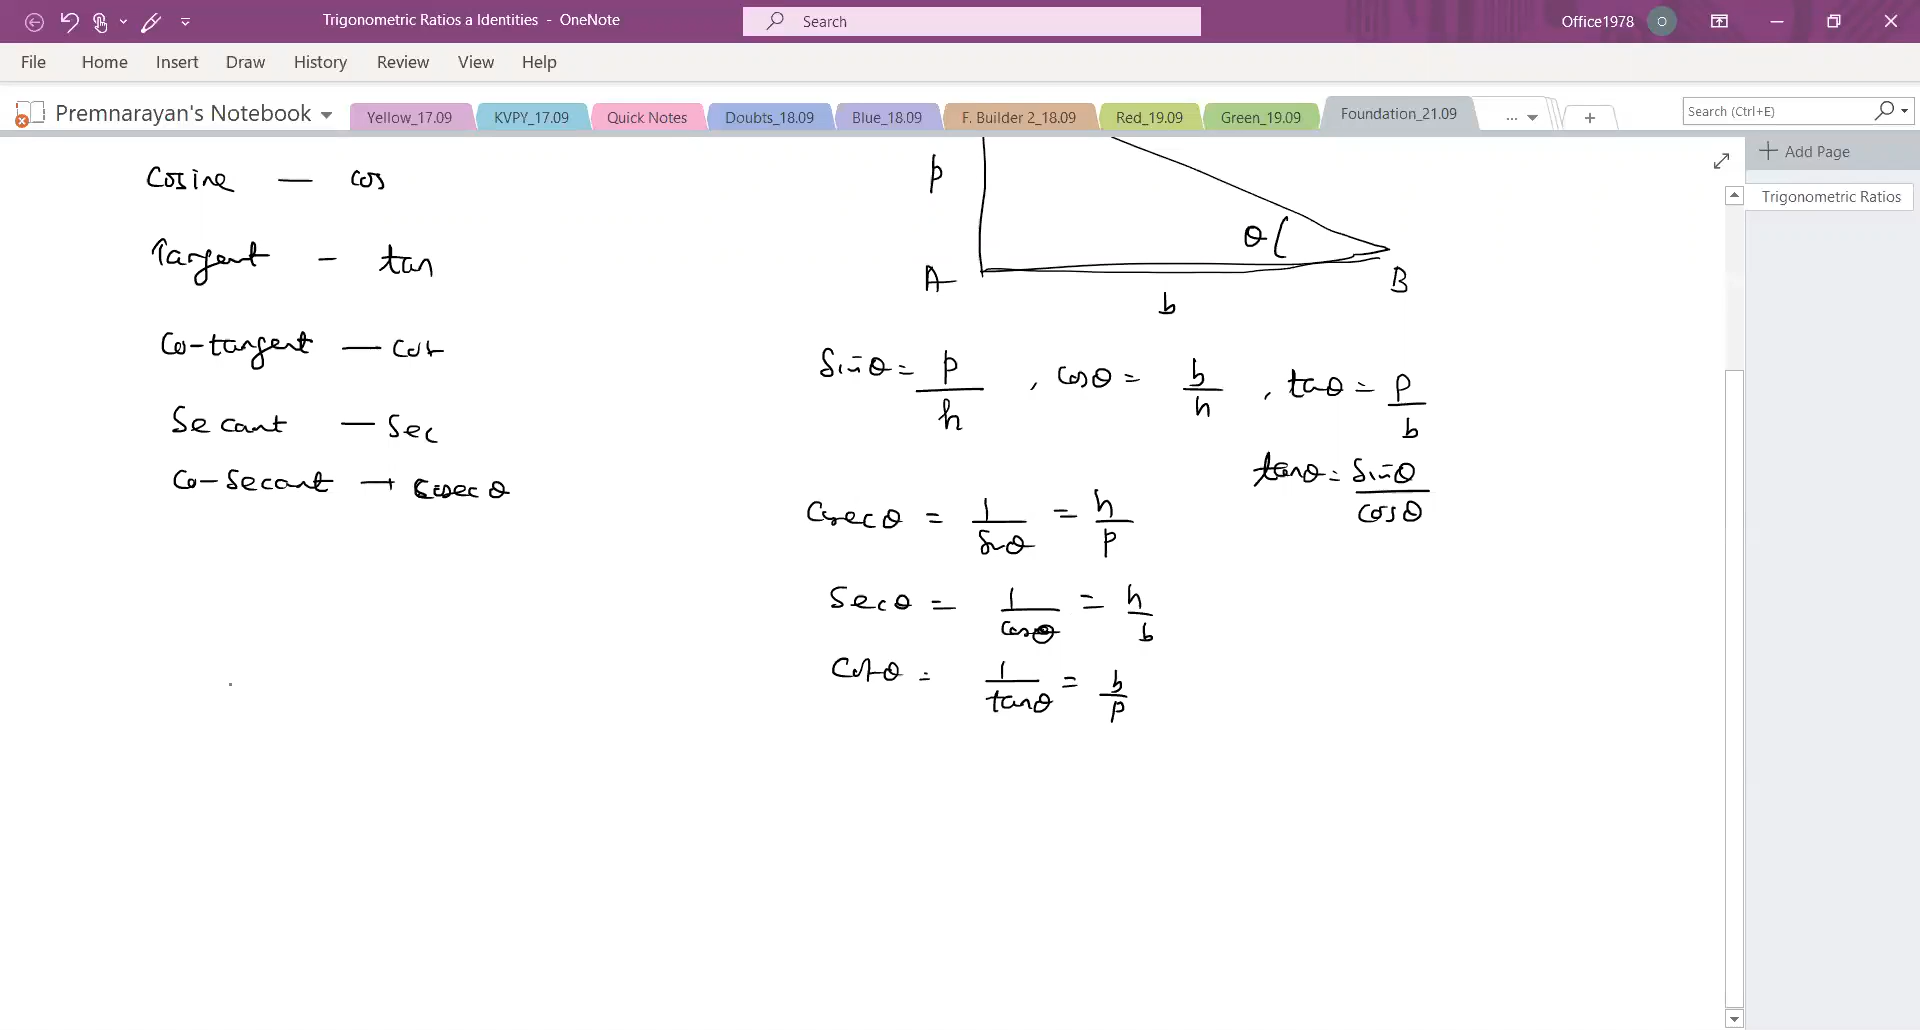 Trigonometric Ratios a Identities - OneNote
Search
Office1978
O
File Home Insert Draw History Review View Help
Premnarayan's Notebook
Yellow_17.09 KVPY_17.09 Quick Notes Doubts_18.09 Blue_18.09 F. Builder 2_18.09 Red_19.09 Green_19.09 Foundation_21.09 ... +
Search (Ctrl+E)
Add Page
Trigonometric Ratios
Cosine — cos
Tangent – tan
Co-tangent — cot
Secant — Sec
Co-Secant → cosec θ
p
θ
A
B
b
Sinθ = p/h , cosθ = b/h , tanθ = p/b
tanθ = Sinθ/cosθ
Cosecθ = 1/Sinθ = h/p
Secθ = 1/cosθ = h/b
Cotθ = 1/tanθ = b/p